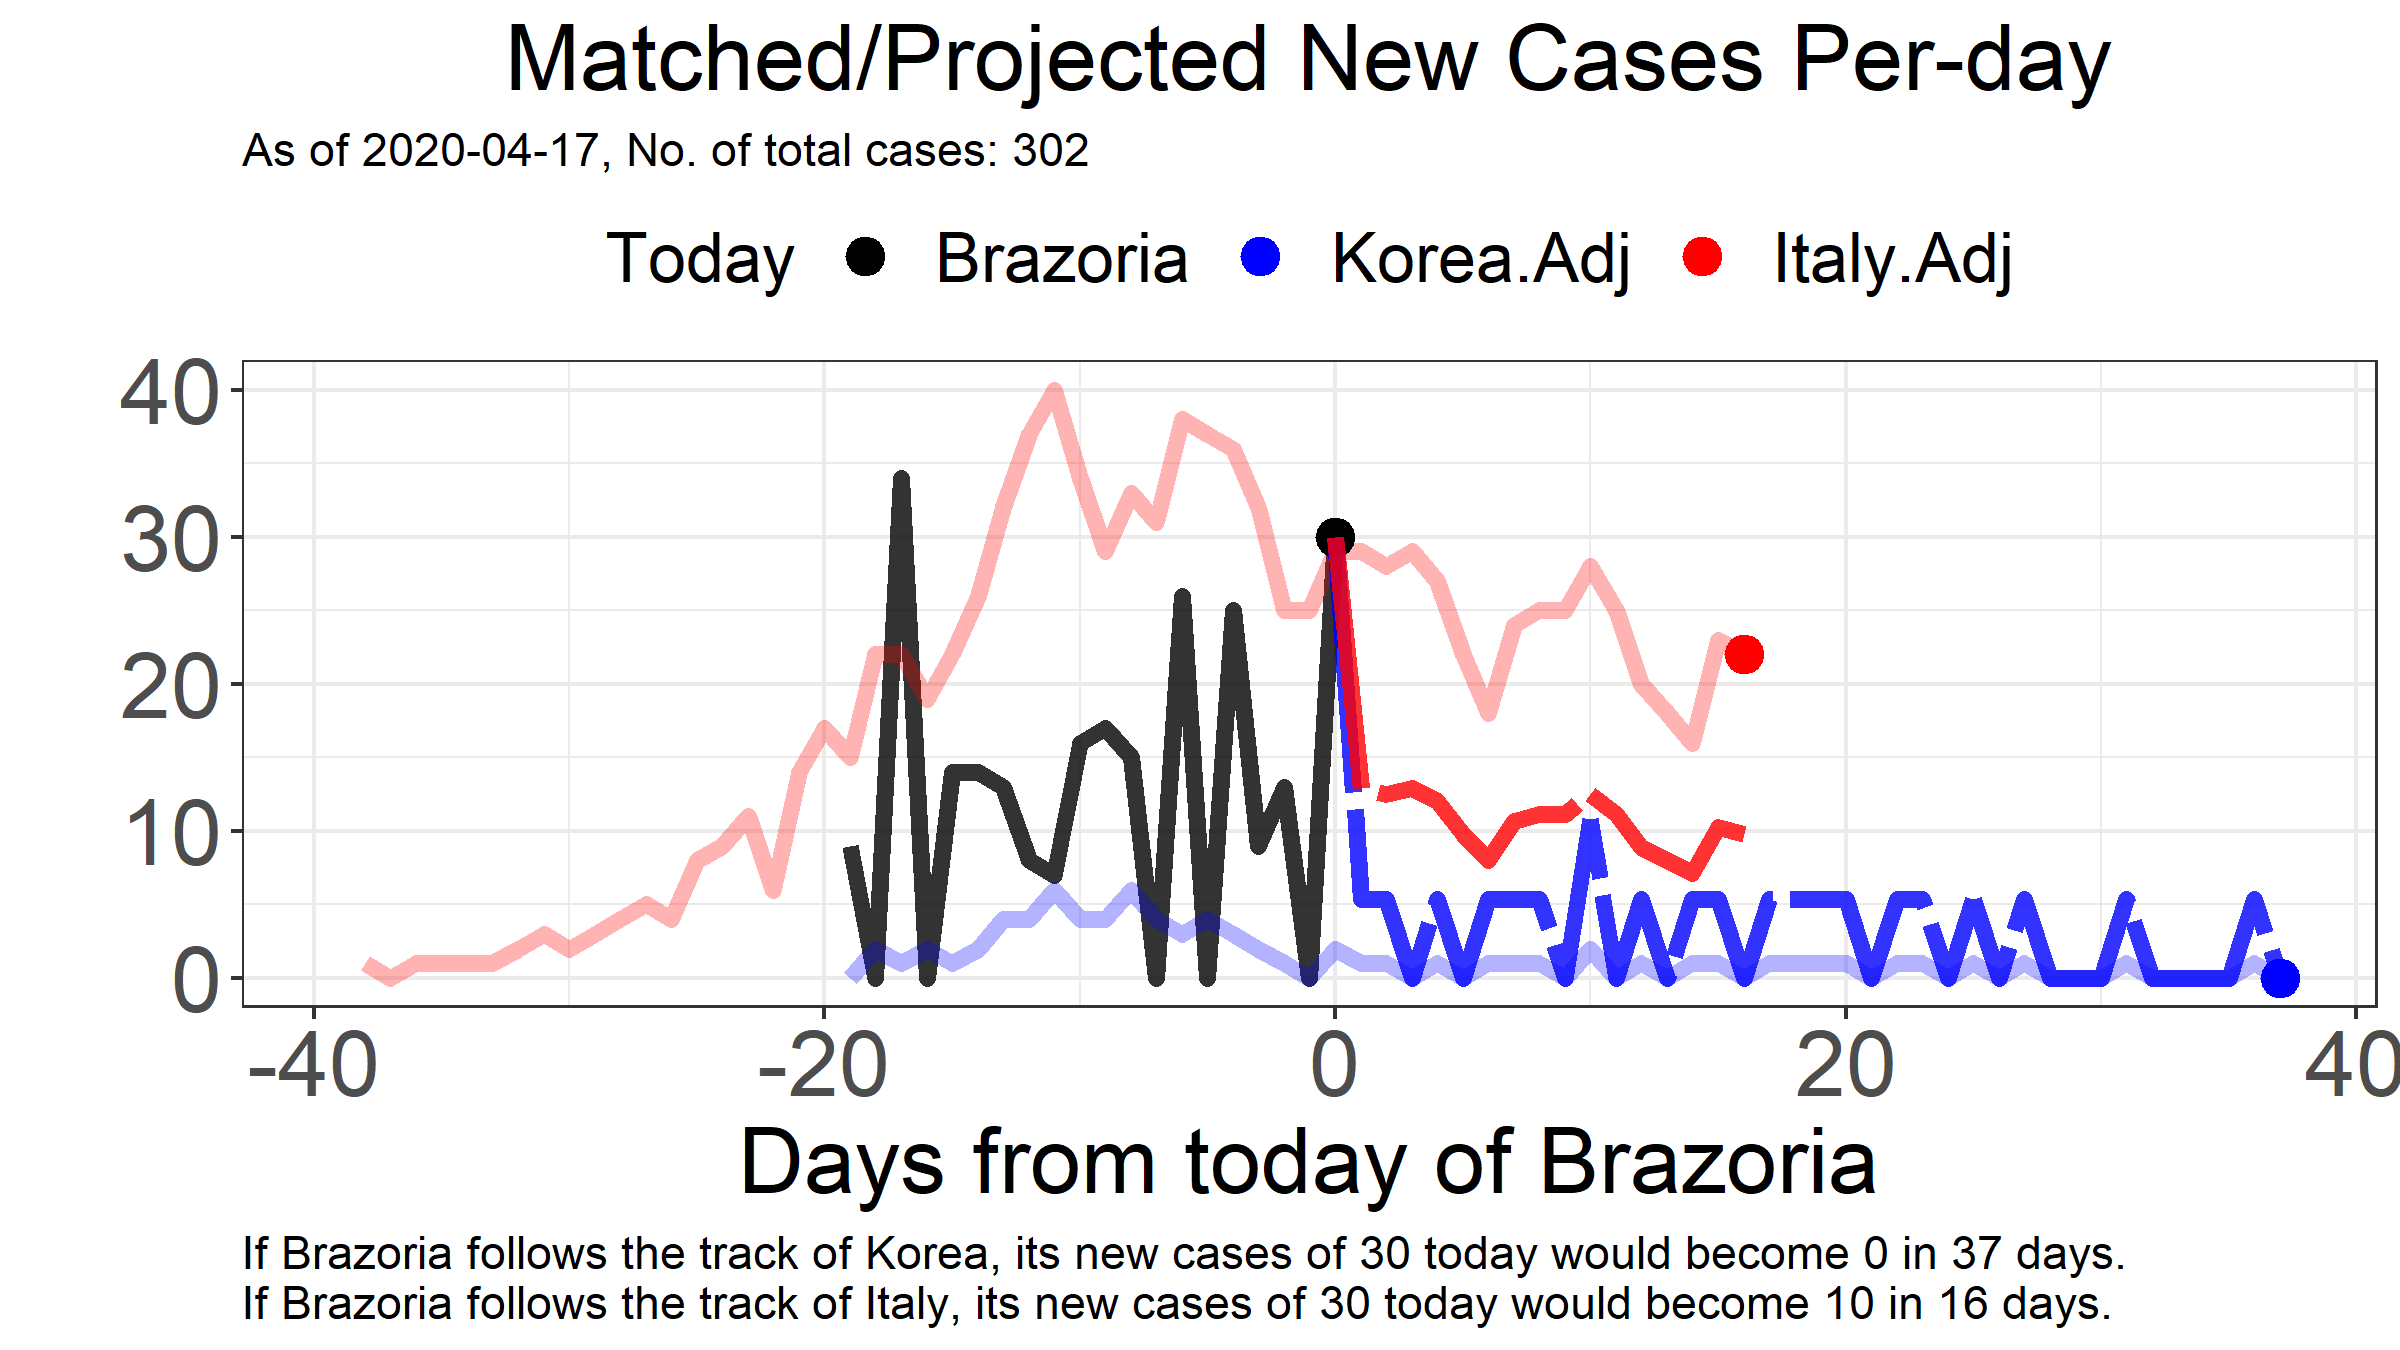 Matched/Projected New Cases Per-day
As of 2020-04-17, No. of total cases: 302
Today Brazoria Korea.Adj Italy.Adj
40
30
20
10
0
-40 -20 0 20 40
Days from today of Brazoria
If Brazoria follows the track of Korea, its new cases of 30 today would become 0 in 37 days.
If Brazoria follows the track of Italy, its new cases of 30 today would become 10 in 16 days.